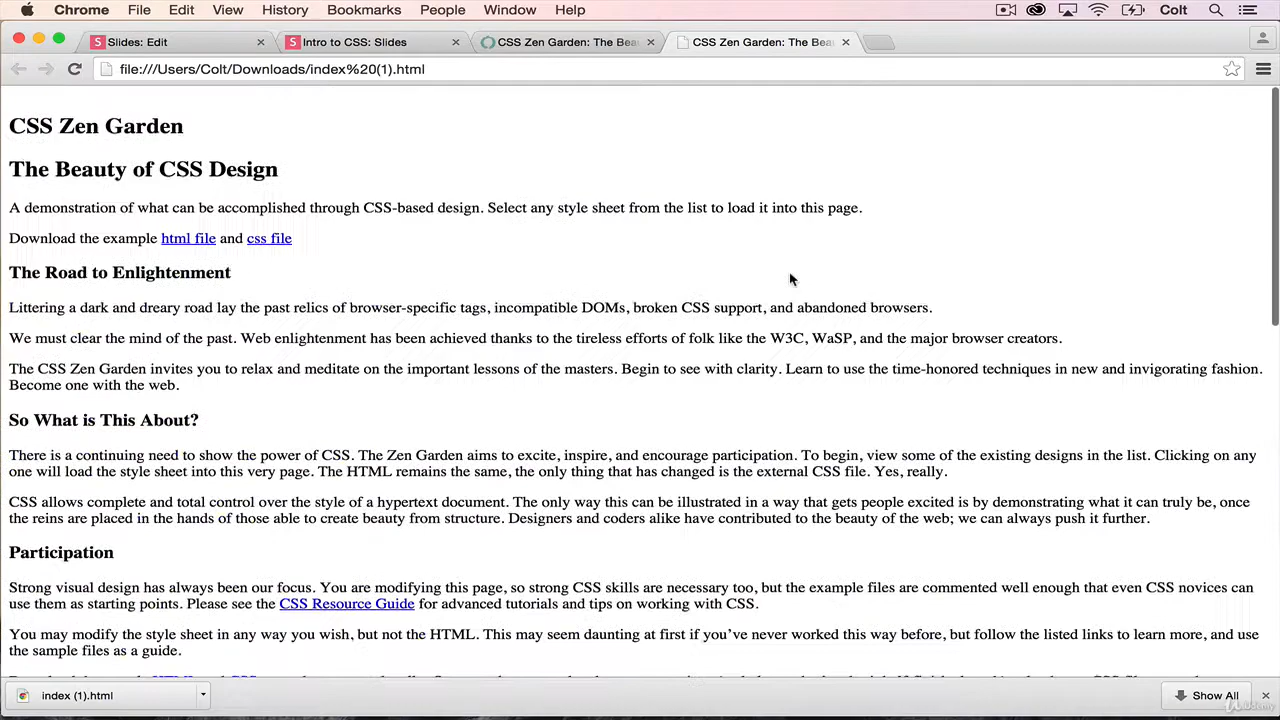 Chrome File Edit View History Bookmarks People Window Help Colt
Slides: Edit
Intro to CSS: Slides
CSS Zen Garden: The Beau
CSS Zen Garden: The Beau
file:///Users/Colt/Downloads/index%20(1).html
CSS Zen Garden
The Beauty of CSS Design
A demonstration of what can be accomplished through CSS-based design. Select any style sheet from the list to load it into this page.
Download the example html file and css file
The Road to Enlightenment
Littering a dark and dreary road lay the past relics of browser-specific tags, incompatible DOMs, broken CSS support, and abandoned browsers.
We must clear the mind of the past. Web enlightenment has been achieved thanks to the tireless efforts of folk like the W3C, WaSP, and the major browser creators.
The CSS Zen Garden invites you to relax and meditate on the important lessons of the masters. Begin to see with clarity. Learn to use the time-honored techniques in new and invigorating fashion.
Become one with the web.
So What is This About?
There is a continuing need to show the power of CSS. The Zen Garden aims to excite, inspire, and encourage participation. To begin, view some of the existing designs in the list. Clicking on any
one will load the style sheet into this very page. The HTML remains the same, the only thing that has changed is the external CSS file. Yes, really.
CSS allows complete and total control over the style of a hypertext document. The only way this can be illustrated in a way that gets people excited is by demonstrating what it can truly be, once
the reins are placed in the hands of those able to create beauty from structure. Designers and coders alike have contributed to the beauty of the web; we can always push it further.
Participation
Strong visual design has always been our focus. You are modifying this page, so strong CSS skills are necessary too, but the example files are commented well enough that even CSS novices can
use them as starting points. Please see the CSS Resource Guide for advanced tutorials and tips on working with CSS.
You may modify the style sheet in any way you wish, but not the HTML. This may seem daunting at first if you've never worked this way before, but follow the listed links to learn more, and use
the sample files as a guide.
index (1).html
Show All
Udemy